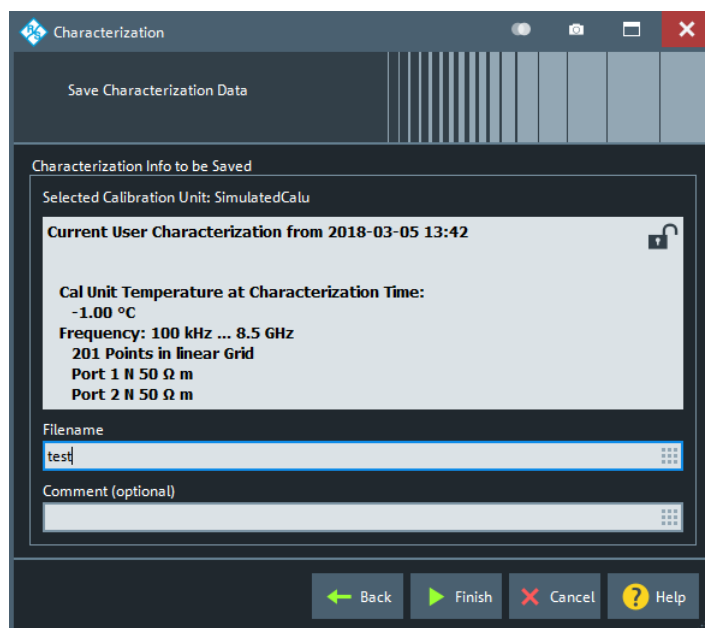 Characterization
Save Characterization Data
Characterization Info to be Saved
Selected Calibration Unit: SimulatedCalu
Current User Characterization from 2018-03-05 13:42
Cal Unit Temperature at Characterization Time:
-1.00 °C
Frequency: 100 kHz ... 8.5 GHz
201 Points in linear Grid
Port 1 N 50 Ω m
Port 2 N 50 Ω m
Filename
test
Comment (optional)
Back
Finish
Cancel
? Help